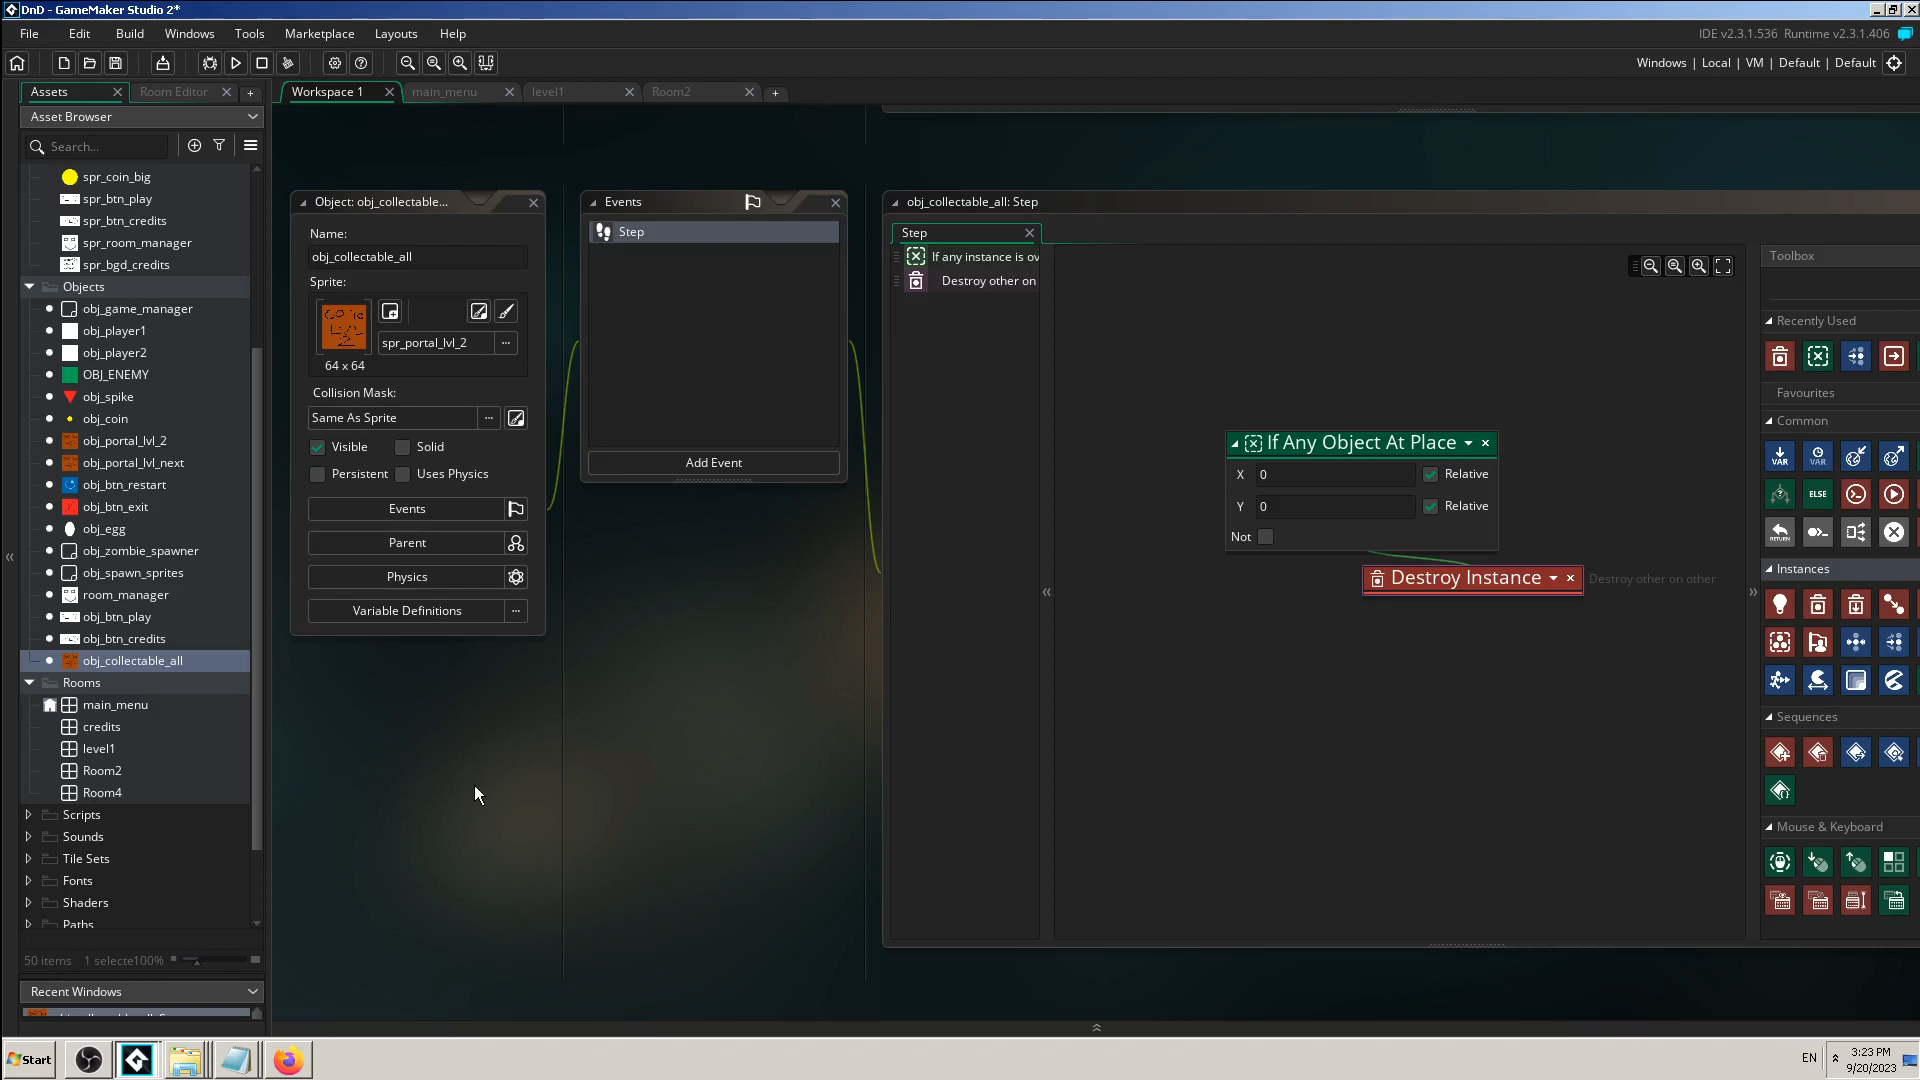 DnD - GameMaker Studio 2*
File Edit Build Windows Tools Marketplace Layouts Help
IDE v2.3.1.536 Runtime v2.3.1.406
Windows | Local | VM | Default | Default
Assets
Room Editor
Workspace 1
main_menu
level1
Room2
Asset Browser
Search...
spr_coin_big
spr_btn_play
spr_btn_credits
spr_room_manager
spr_bgd_credits
Objects
obj_game_manager
obj_player1
obj_player2
OBJ_ENEMY
obj_spike
obj_coin
obj_portal_lvl_2
obj_portal_lvl_next
obj_btn_restart
obj_btn_exit
obj_egg
obj_zombie_spawner
obj_spawn_sprites
room_manager
obj_btn_play
obj_btn_credits
obj_collectable_all
Rooms
main_menu
credits
level1
Room2
Room4
Scripts
Sounds
Tile Sets
Fonts
Shaders
Paths
50 items 1 selecte100%
Recent Windows
Object: obj_collectable...
Name:
obj_collectable_all
Sprite:
spr_portal_lvl_2
64 x 64
Collision Mask:
Same As Sprite
Visible Solid
Persistent Uses Physics
Events
Parent
Physics
Variable Definitions
Events
Step
Add Event
obj_collectable_all: Step
Step
If any instance is ov
Destroy other on
If Any Object At Place
X 0 Relative
Y 0 Relative
Not
Destroy Instance
Destroy other on other
Toolbox
Recently Used
Favourites
Common
VAR
VAR
ELSE
RETURN
Instances
Sequences
Mouse & Keyboard
Start
EN
3:23 PM
9/20/2023